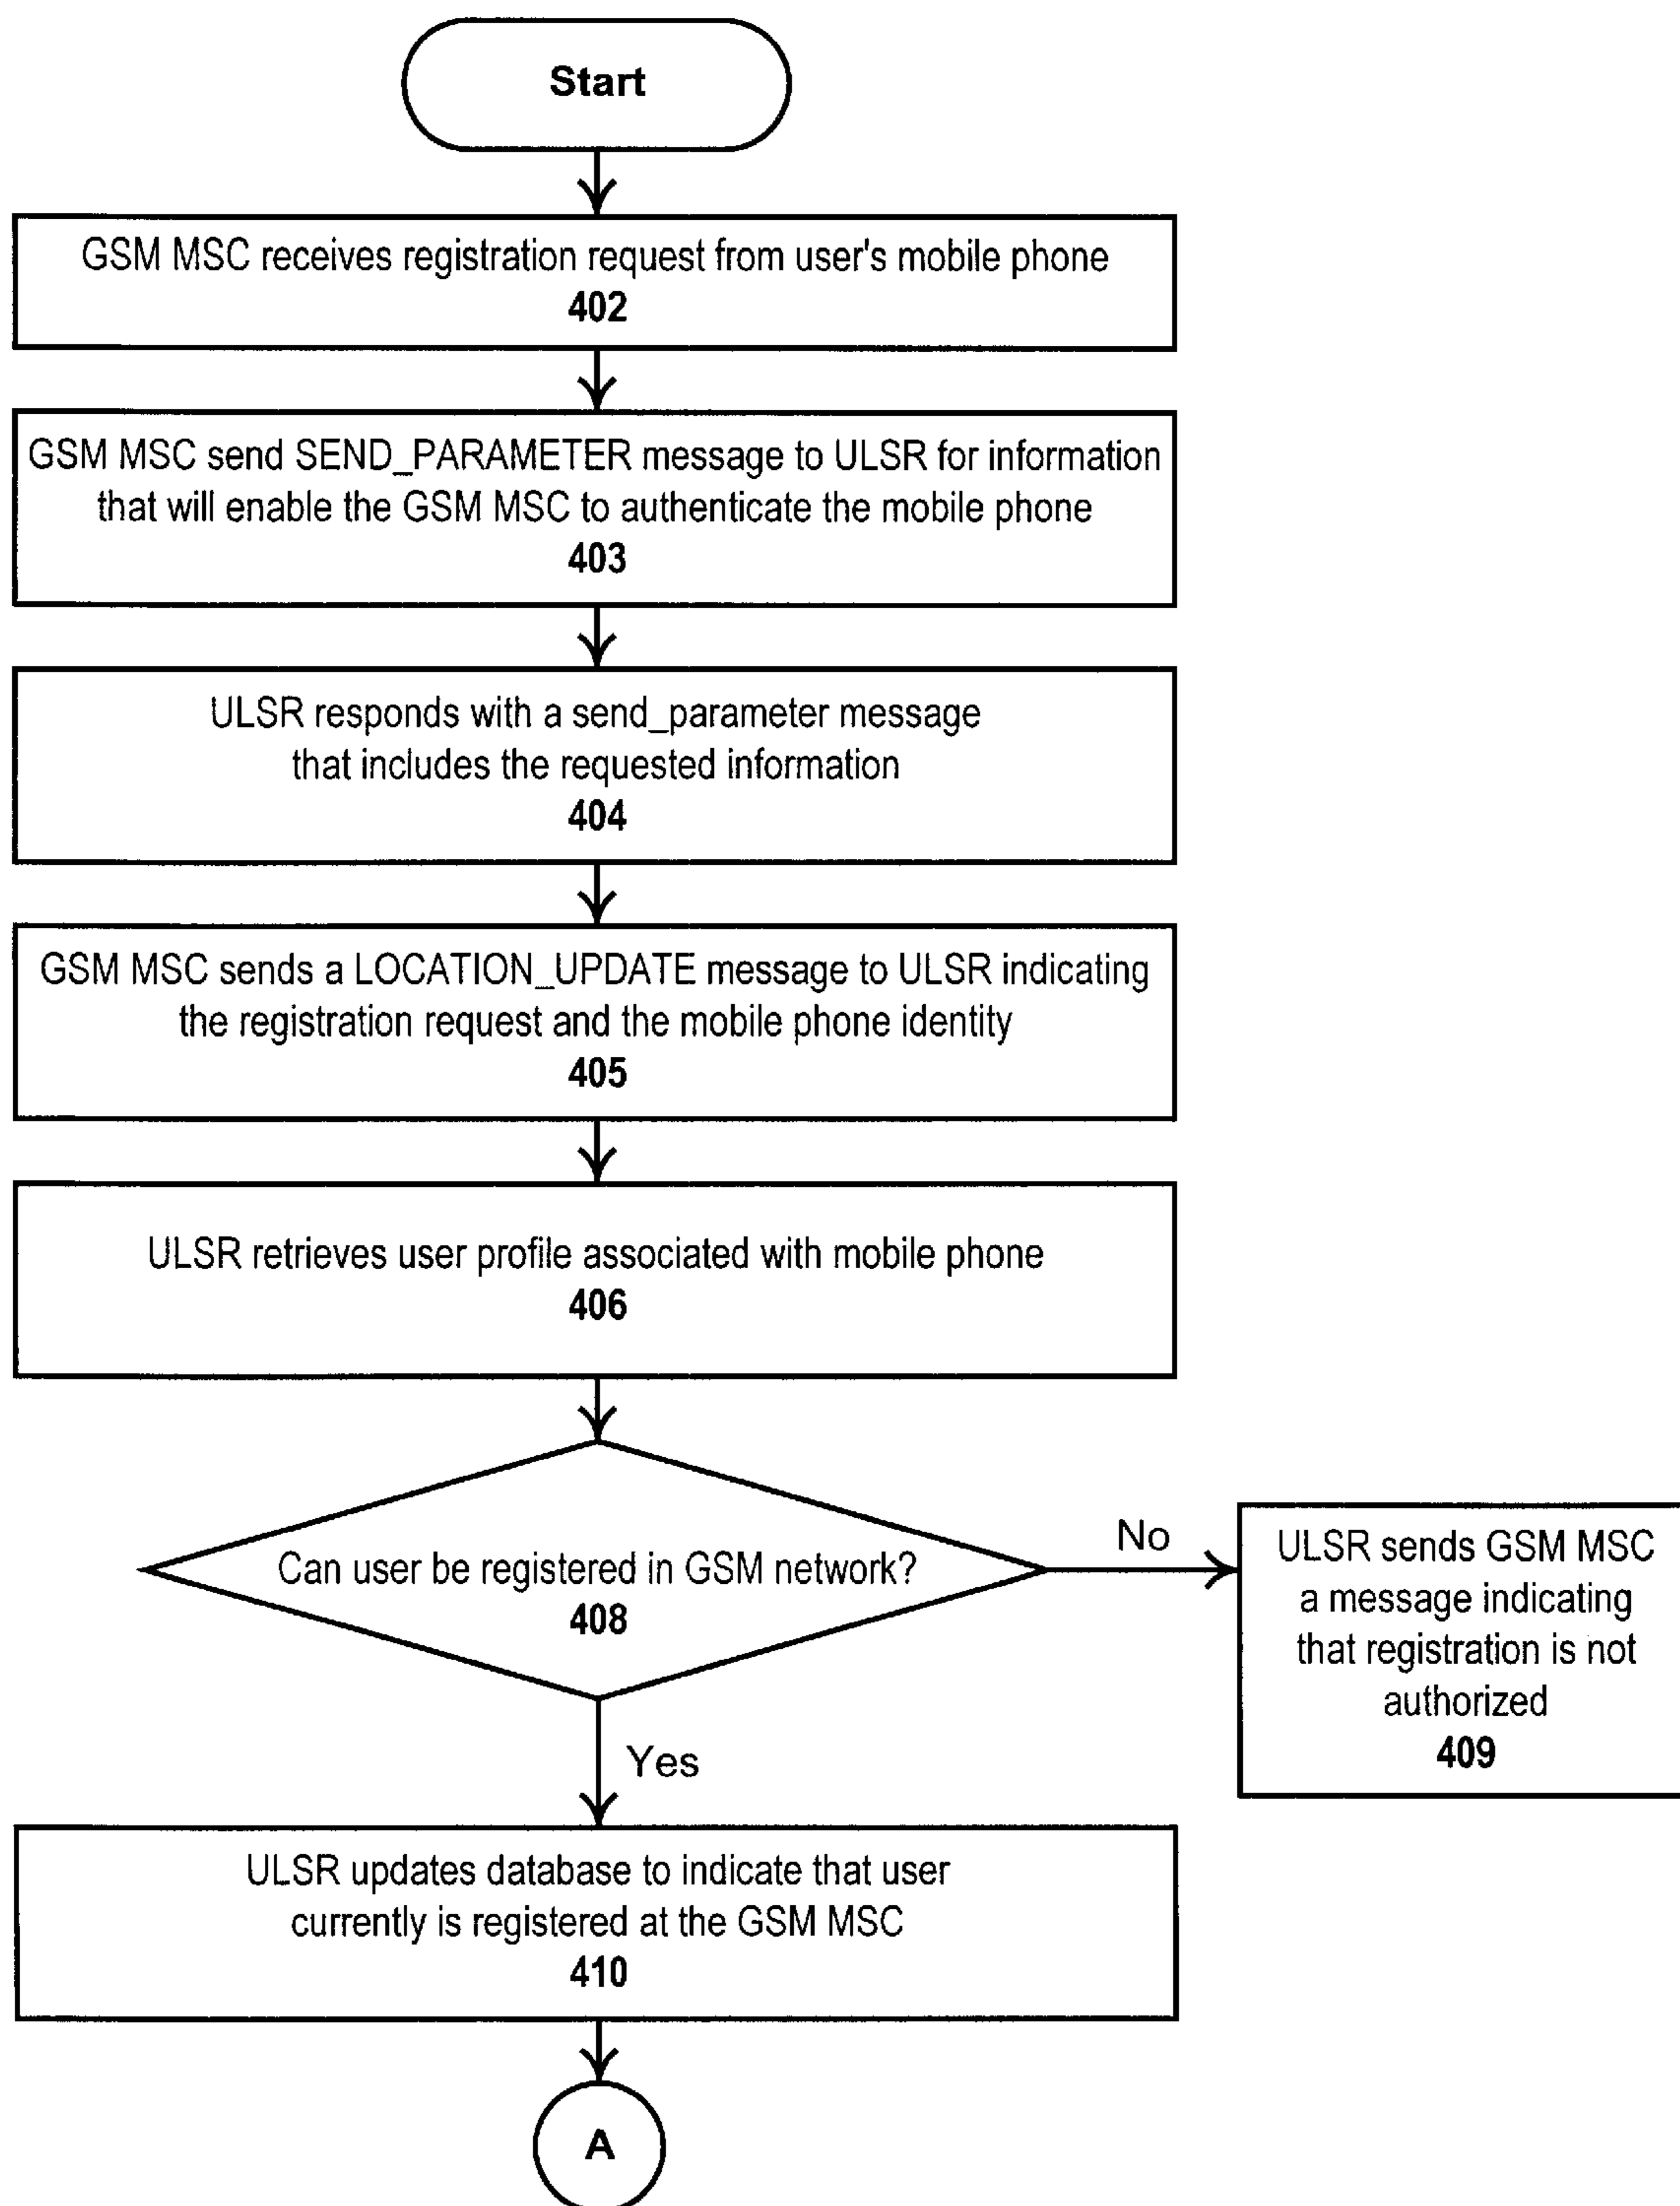 Start
GSM MSC receives registration request from user's mobile phone
402
GSM MSC send SEND_PARAMETER message to ULSR for information
that will enable the GSM MSC to authenticate the mobile phone
403
ULSR responds with a send_parameter message
that includes the requested information
404
GSM MSC sends a LOCATION_UPDATE message to ULSR indicating
the registration request and the mobile phone identity
405
ULSR retrieves user profile associated with mobile phone
406
Can user be registered in GSM network?
408
No
ULSR sends GSM MSC
a message indicating
that registration is not
authorized
409
Yes
ULSR updates database to indicate that user
currently is registered at the GSM MSC
410
A